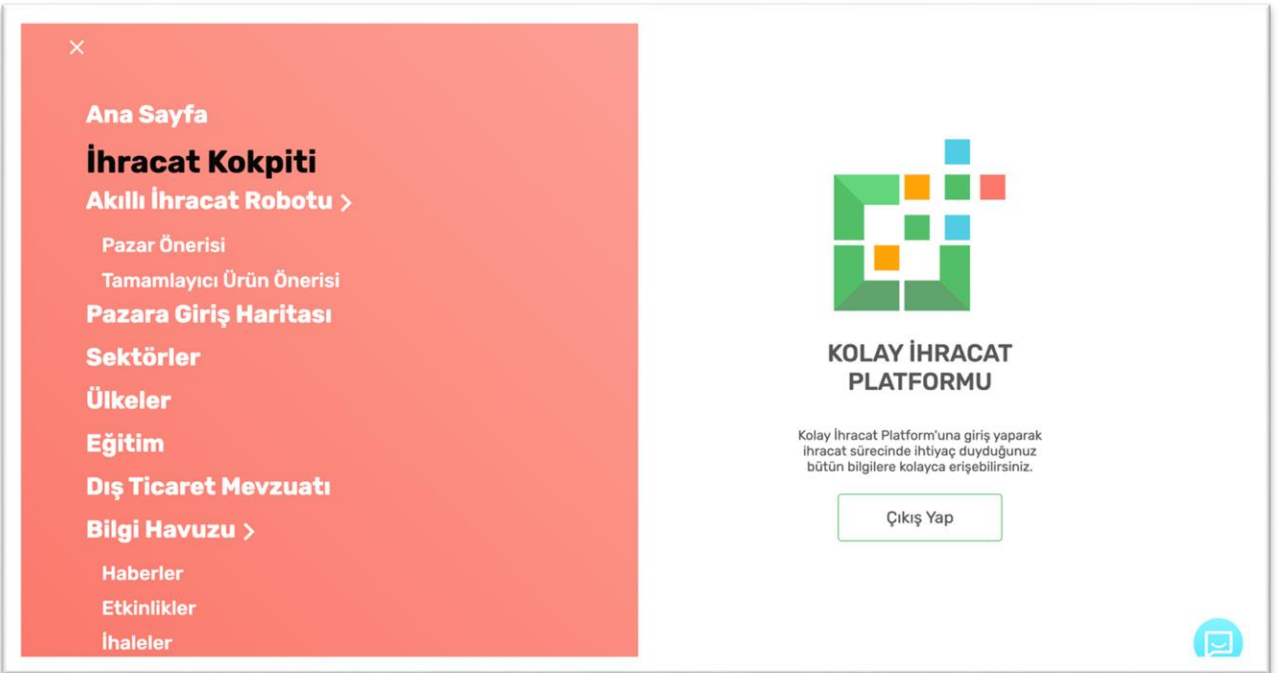 Ana Sayfa
İhracat Kokpiti
Akıllı İhracat Robotu
Pazar Önerisi
Tamamlayıcı Ürün Önerisi
Pazara Giriş Haritası
Sektörler
Ülkeler
Eğitim
Dış Ticaret Mevzuatı
Bilgi Havuzu
Haberler
Etkinlikler
İhaleler
KOLAY İHRACAT
PLATFORMU
Kolay İhracat Platform'una giriş yaparak
ihracat sürecinde ihtiyaç duyduğunuz
bütün bilgilere kolayca erişebilirsiniz.
Çıkış Yap